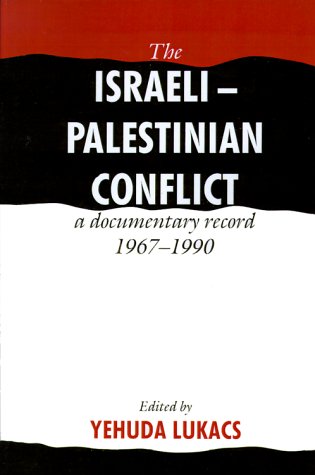 The
ISRAELI –
PALESTINIAN
CONFLICT
a documentary record
1967–1990
Edited by
YEHUDA LUKACS